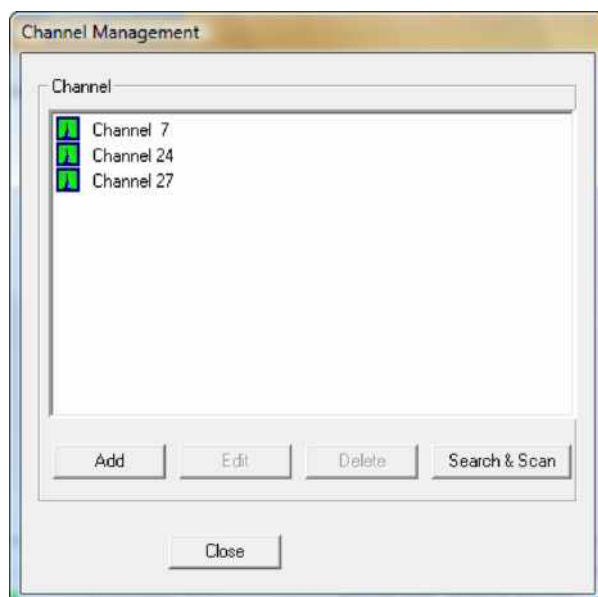 Channel Management
Channel
Channel 7
Channel 24
Channel 27
Add Edit Delete Search & Scan
Close